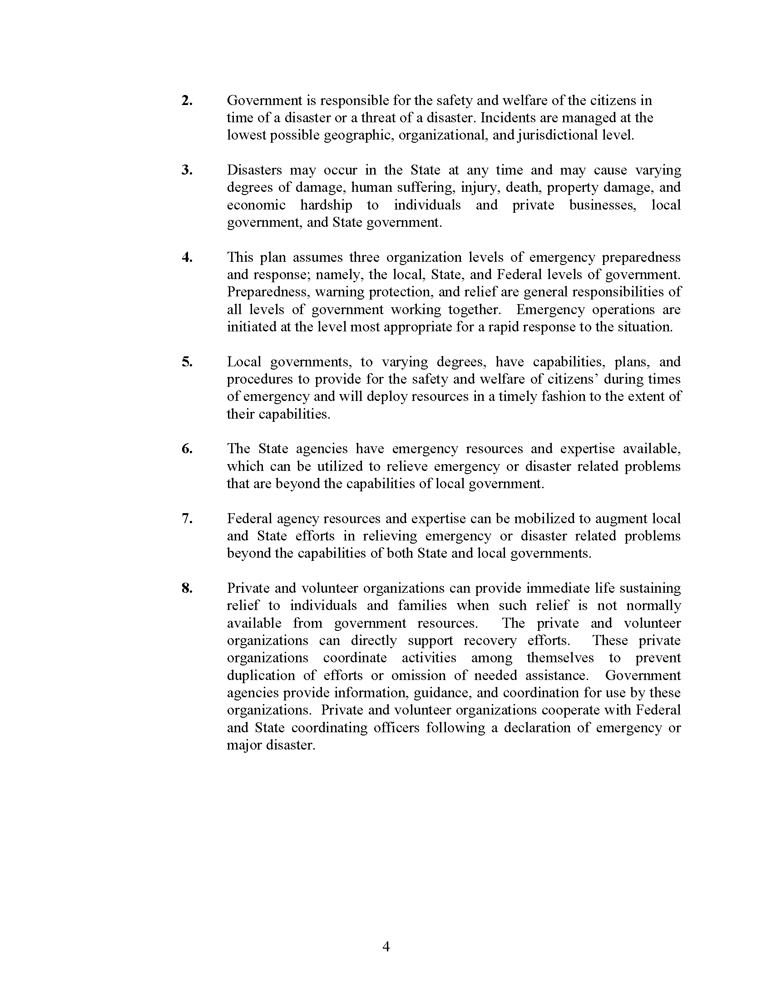 2. Government is responsible for the safety and welfare of the citizens in
time of a disaster or a threat of a disaster. Incidents are managed at the
lowest possible geographic, organizational, and jurisdictional level.
3. Disasters may occur in the State at any time and may cause varying
degrees of damage, human suffering, injury, death, property damage, and
economic hardship to individuals and private businesses, local
government, and State government.
4. This plan assumes three organization levels of emergency preparedness
and response; namely, the local, State, and Federal levels of government.
Preparedness, warning protection, and relief are general responsibilities of
all levels of government working together. Emergency operations are
initiated at the level most appropriate for a rapid response to the situation.
5. Local governments, to varying degrees, have capabilities, plans, and
procedures to provide for the safety and welfare of citizens’ during times
of emergency and will deploy resources in a timely fashion to the extent of
their capabilities.
6. The State agencies have emergency resources and expertise available,
which can be utilized to relieve emergency or disaster related problems
that are beyond the capabilities of local government.
7. Federal agency resources and expertise can be mobilized to augment local
and State efforts in relieving emergency or disaster related problems
beyond the capabilities of both State and local governments.
8. Private and volunteer organizations can provide immediate life sustaining
relief to individuals and families when such relief is not normally
available from government resources. The private and volunteer
organizations can directly support recovery efforts. These private
organizations coordinate activities among themselves to prevent
duplication of efforts or omission of needed assistance. Government
agencies provide information, guidance, and coordination for use by these
organizations. Private and volunteer organizations cooperate with Federal
and State coordinating officers following a declaration of emergency or
major disaster.
4